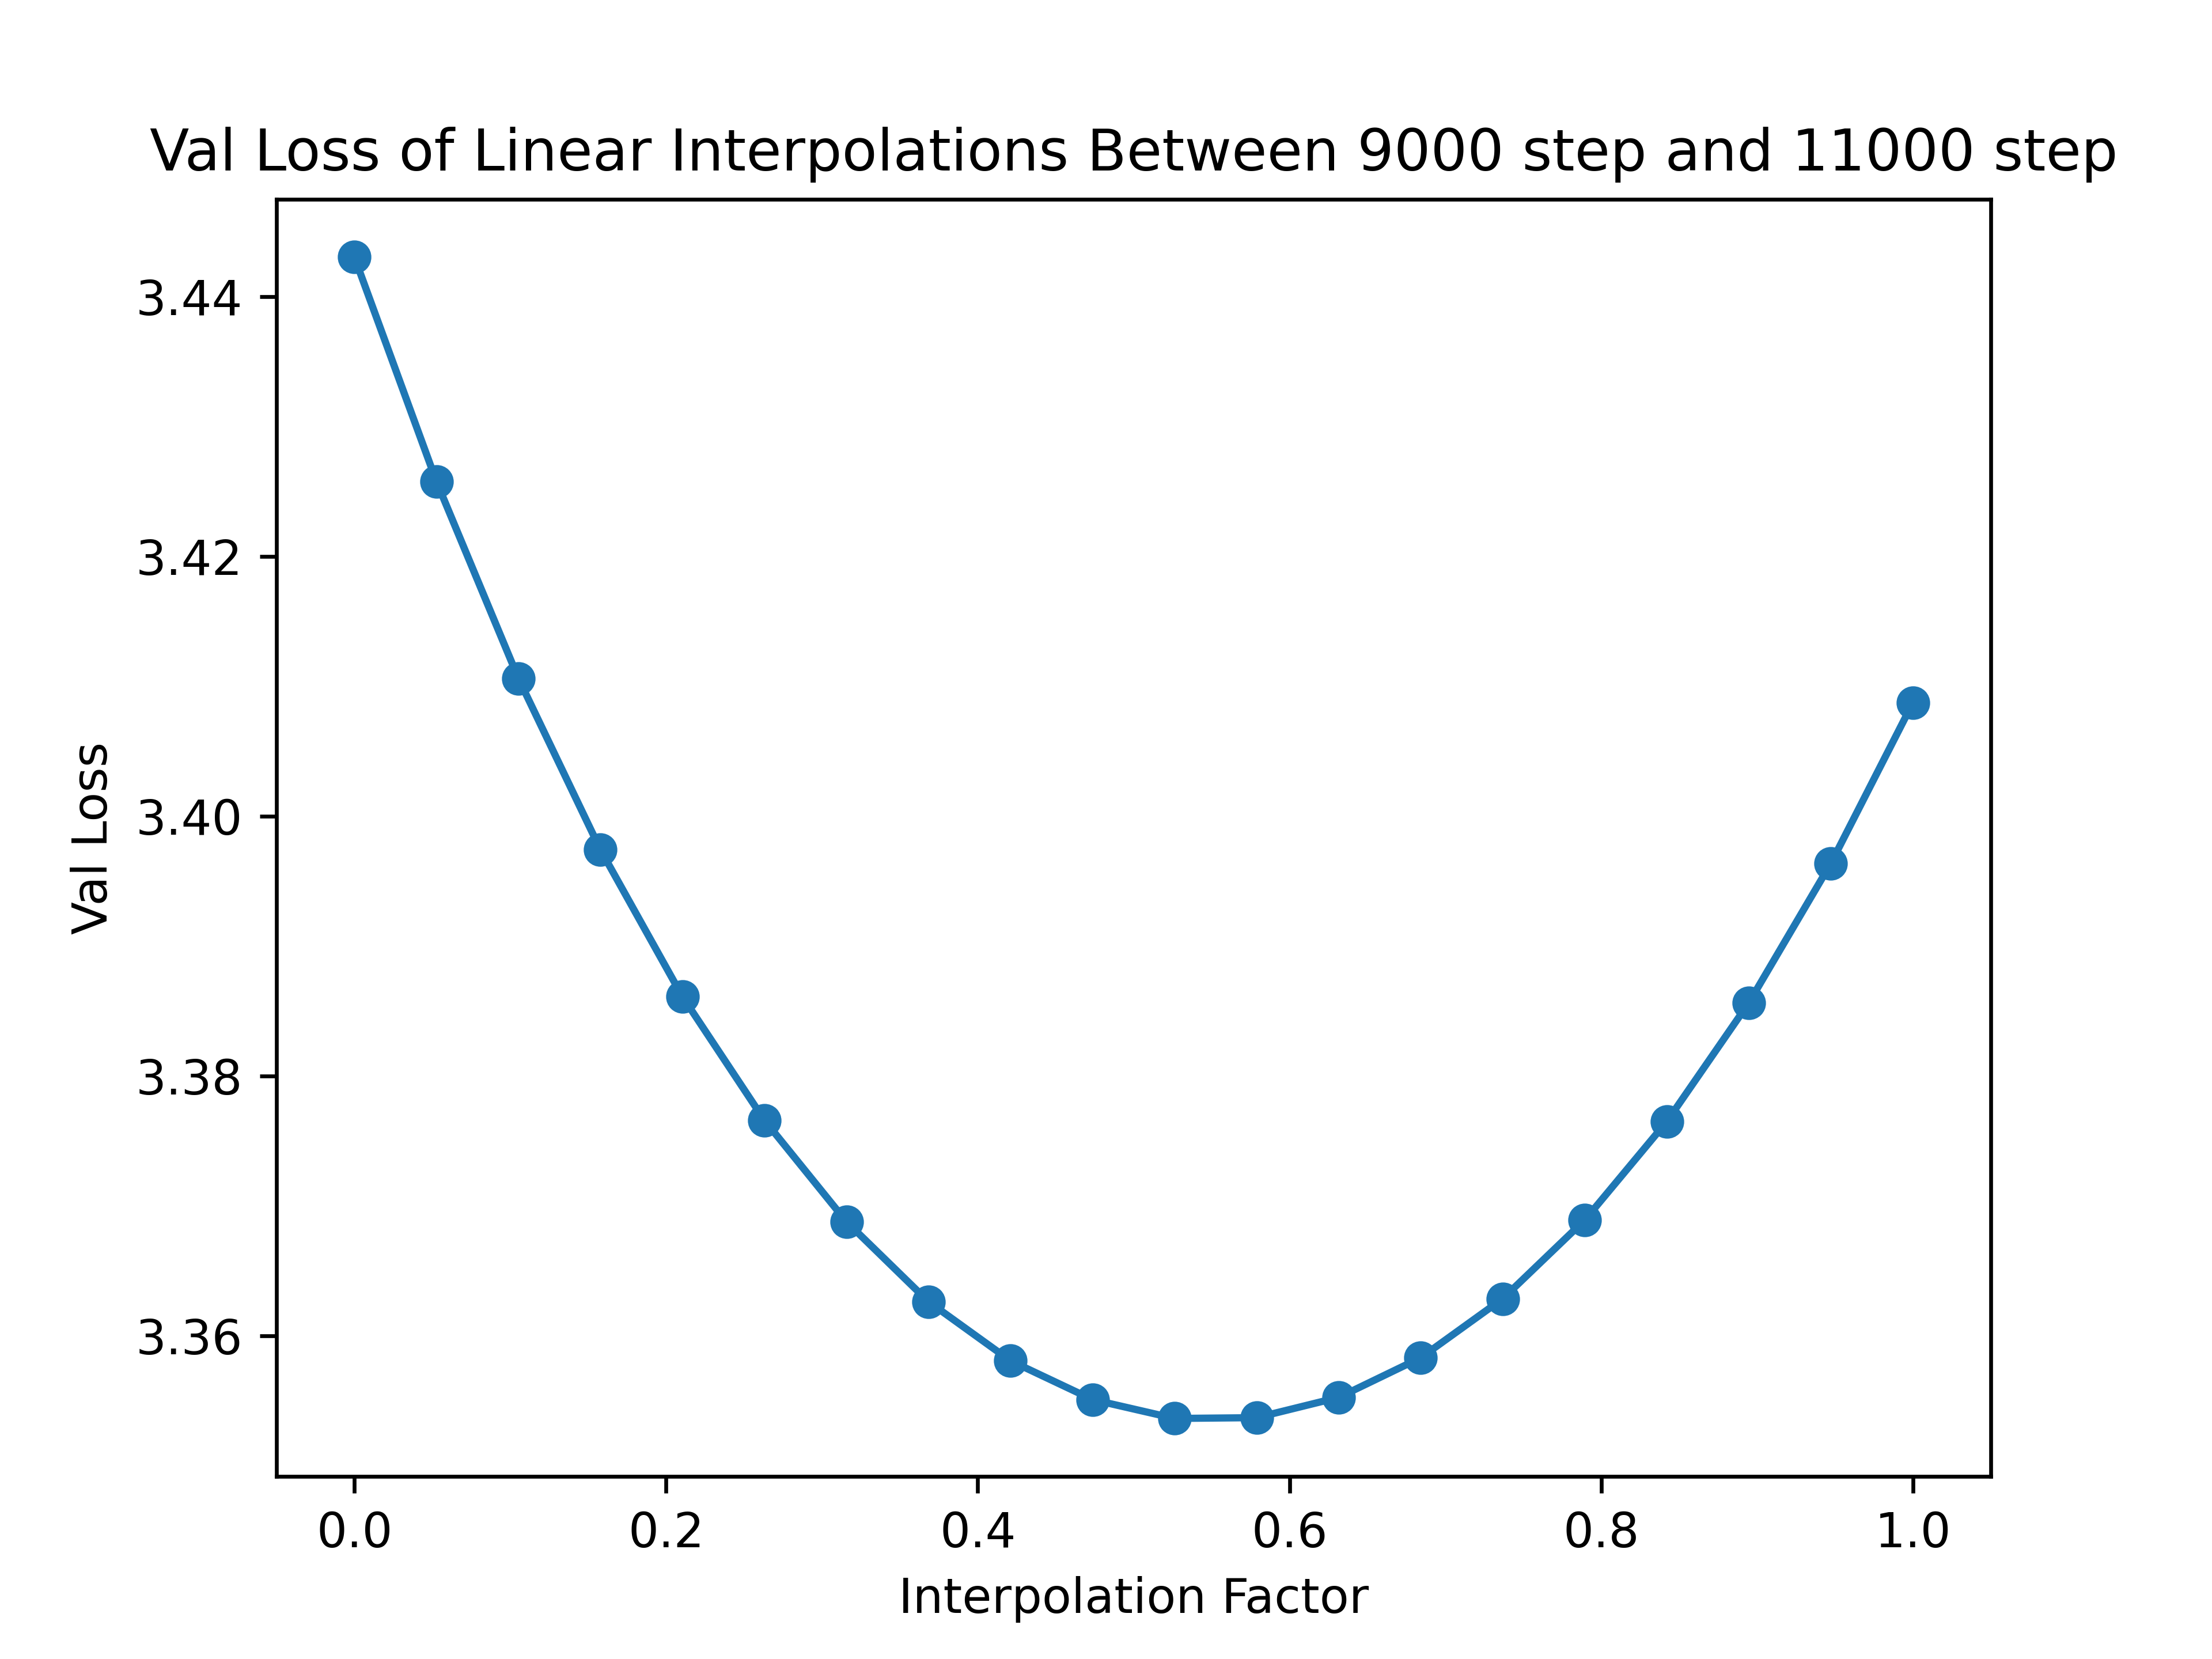 Val Loss of Linear Interpolations Between 9000 step and 11000 step
3.44
3.42
3.40
3.38
3.36
Val Loss
0.0 0.2 0.4 0.6 0.8 1.0
Interpolation Factor